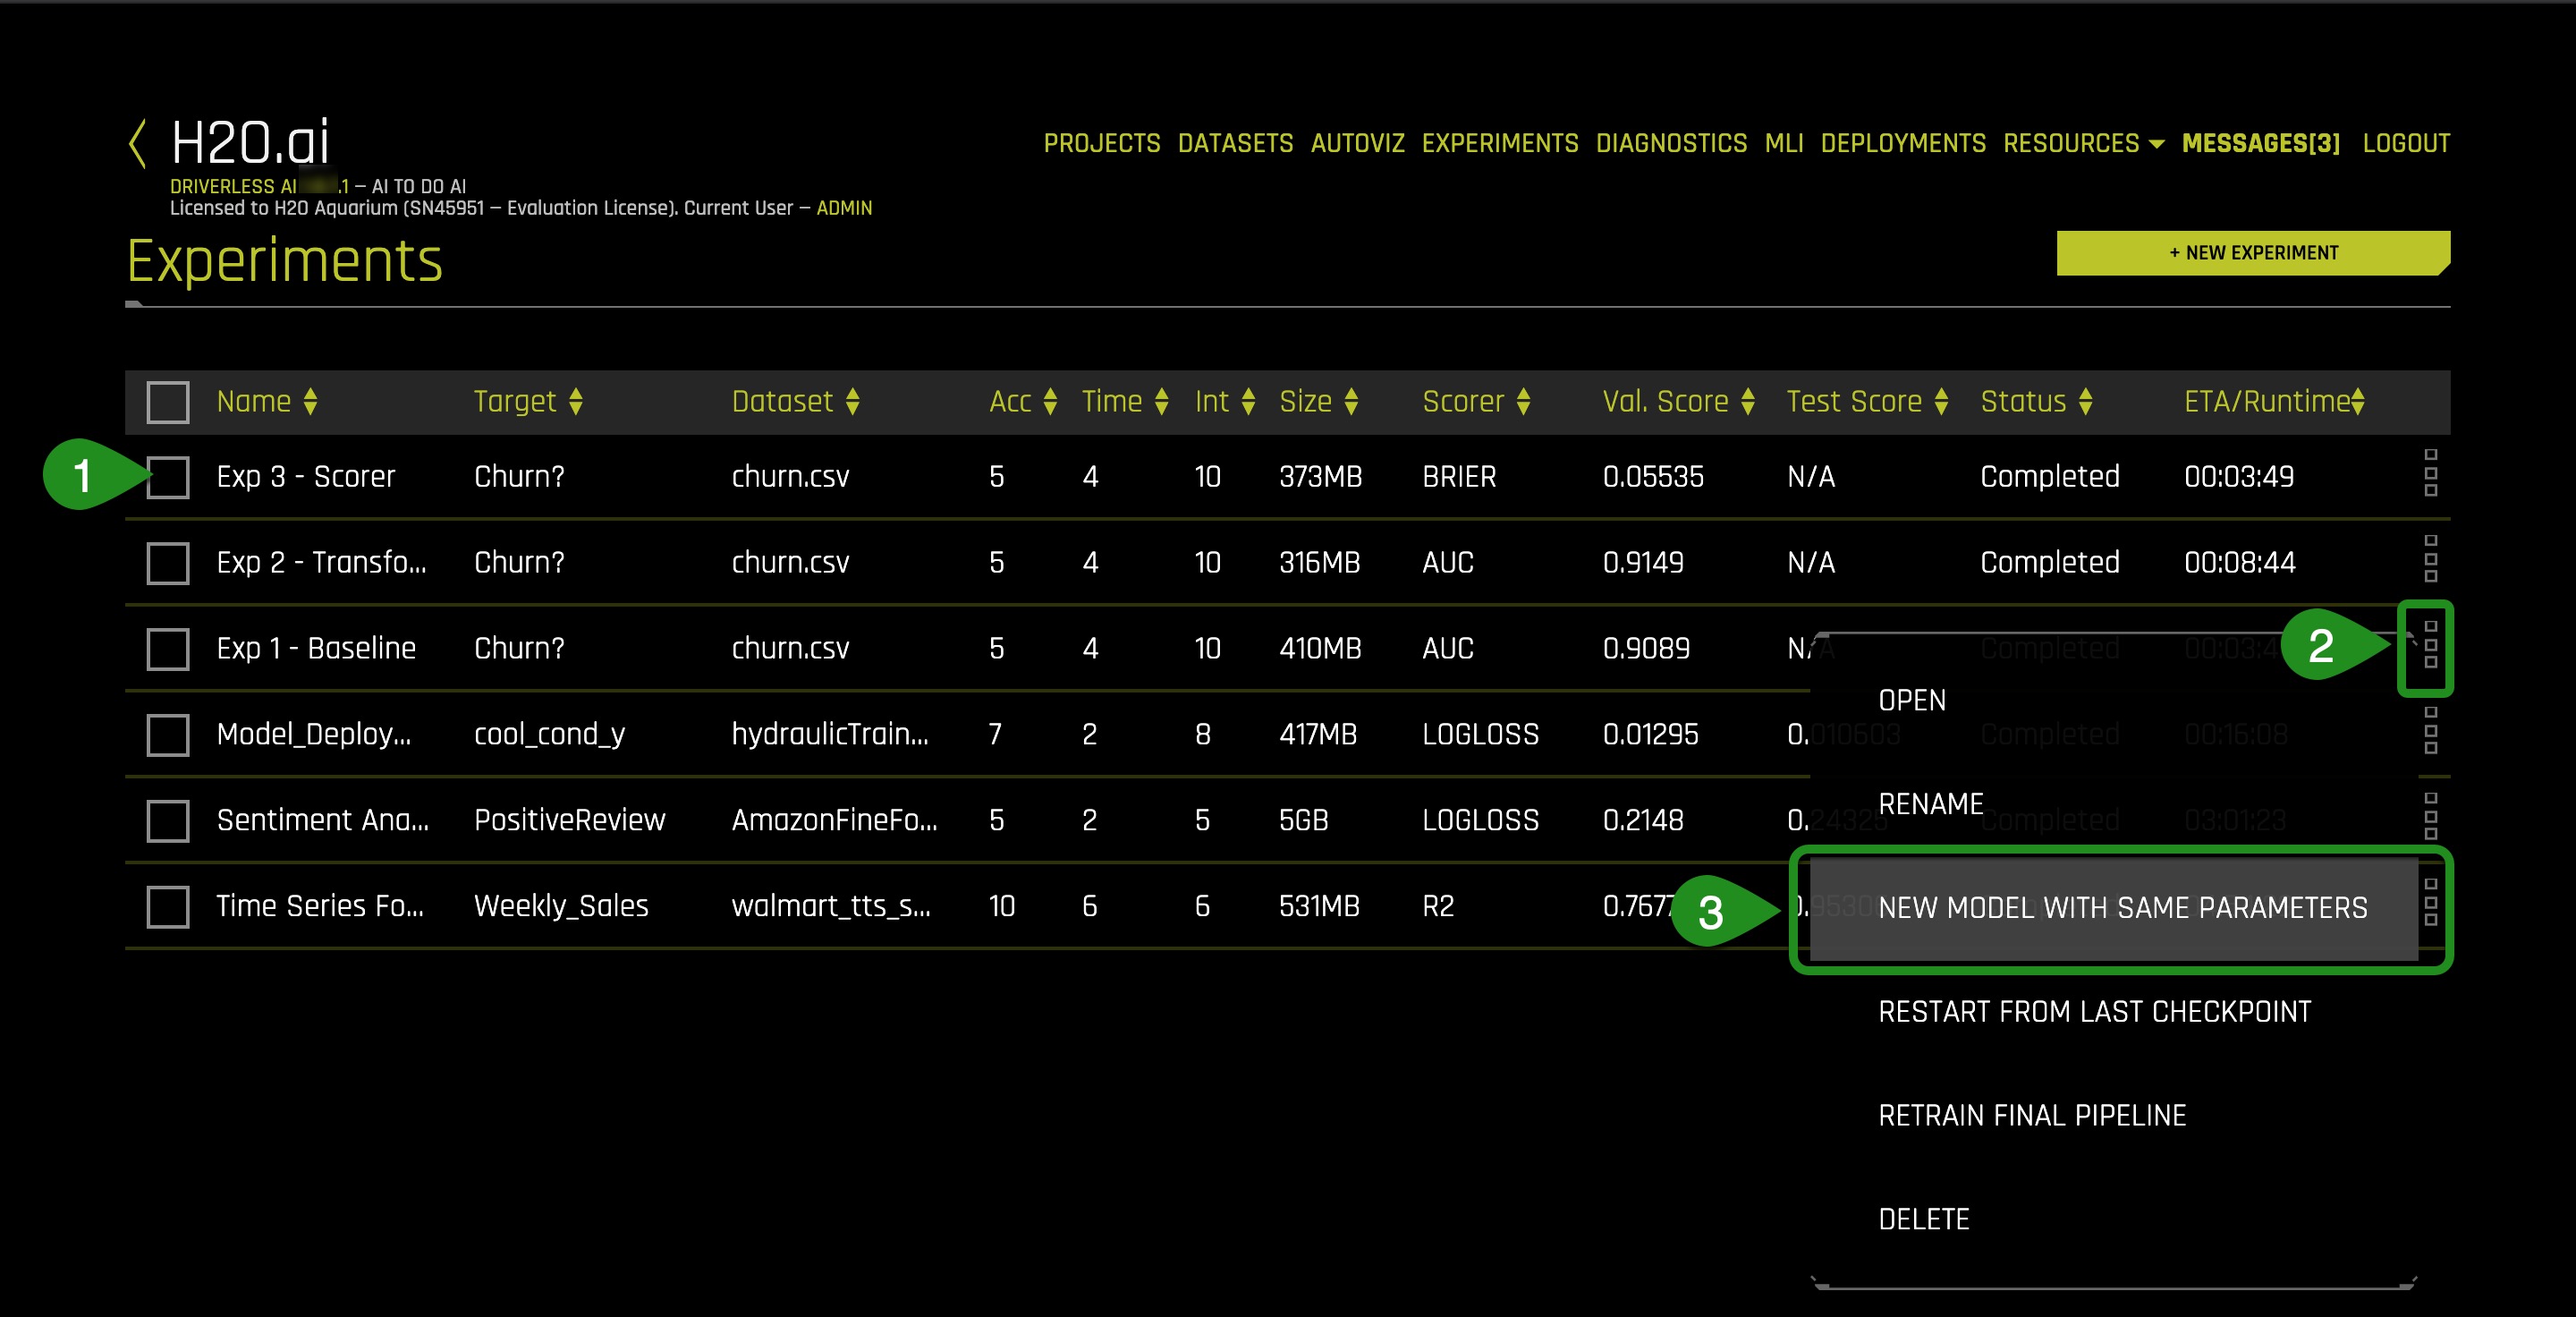 H2O.ai
PROJECTS DATASETS AUTOVIZ EXPERIMENTS DIAGNOSTICS MLI DEPLOYMENTS RESOURCES MESSAGES[3] LOGOUT
DRIVERLESS AI .1 – AI TO DO AI
Licensed to H2O Aquarium (SN45951 – Evaluation License). Current User – ADMIN
Experiments
+ NEW EXPERIMENT
Name Target Dataset Acc Time Int Size Scorer Val. Score Test Score Status ETA/Runtime
1 Exp 3 - Scorer Churn? churn.csv 5 4 10 373MB BRIER 0.05535 N/A Completed 00:03:49
Exp 2 - Transfo... Churn? churn.csv 5 4 10 316MB AUC 0.9149 N/A Completed 00:08:44
Exp 1 - Baseline Churn? churn.csv 5 4 10 410MB AUC 0.9089 N/A Completed 00:03:4 2
OPEN
Model_Deploy... cool_cond_y hydraulicTrain... 7 2 8 417MB LOGLOSS 0.01295 0.010603 Completed 00:16:08
RENAME
Sentiment Ana... PositiveReview AmazonFineFo... 5 2 5 5GB LOGLOSS 0.2148 0.24325 Completed 03:01:23
Time Series Fo... Weekly_Sales walmart_tts_s... 10 6 6 531MB R2 0.7677 3 NEW MODEL WITH SAME PARAMETERS
RESTART FROM LAST CHECKPOINT
RETRAIN FINAL PIPELINE
DELETE